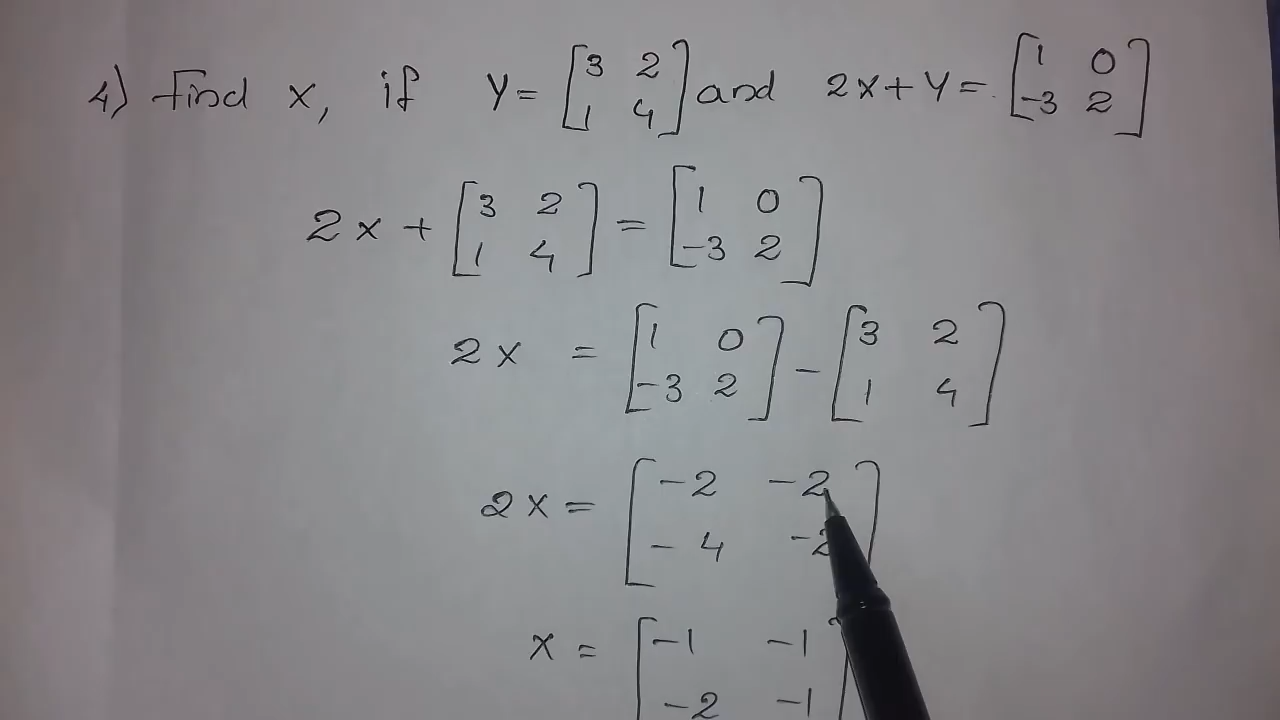 4) Find x, if Y = [3 2 1 4] and 2x + Y = [1 0 -3 2]
2x + [3 2 1 4] = [1 0 -3 2]
2x = [1 0 -3 2] - [3 2 1 4]
2x = [-2 -2 -4 -2]
x = [-1 -1 -2 -1]